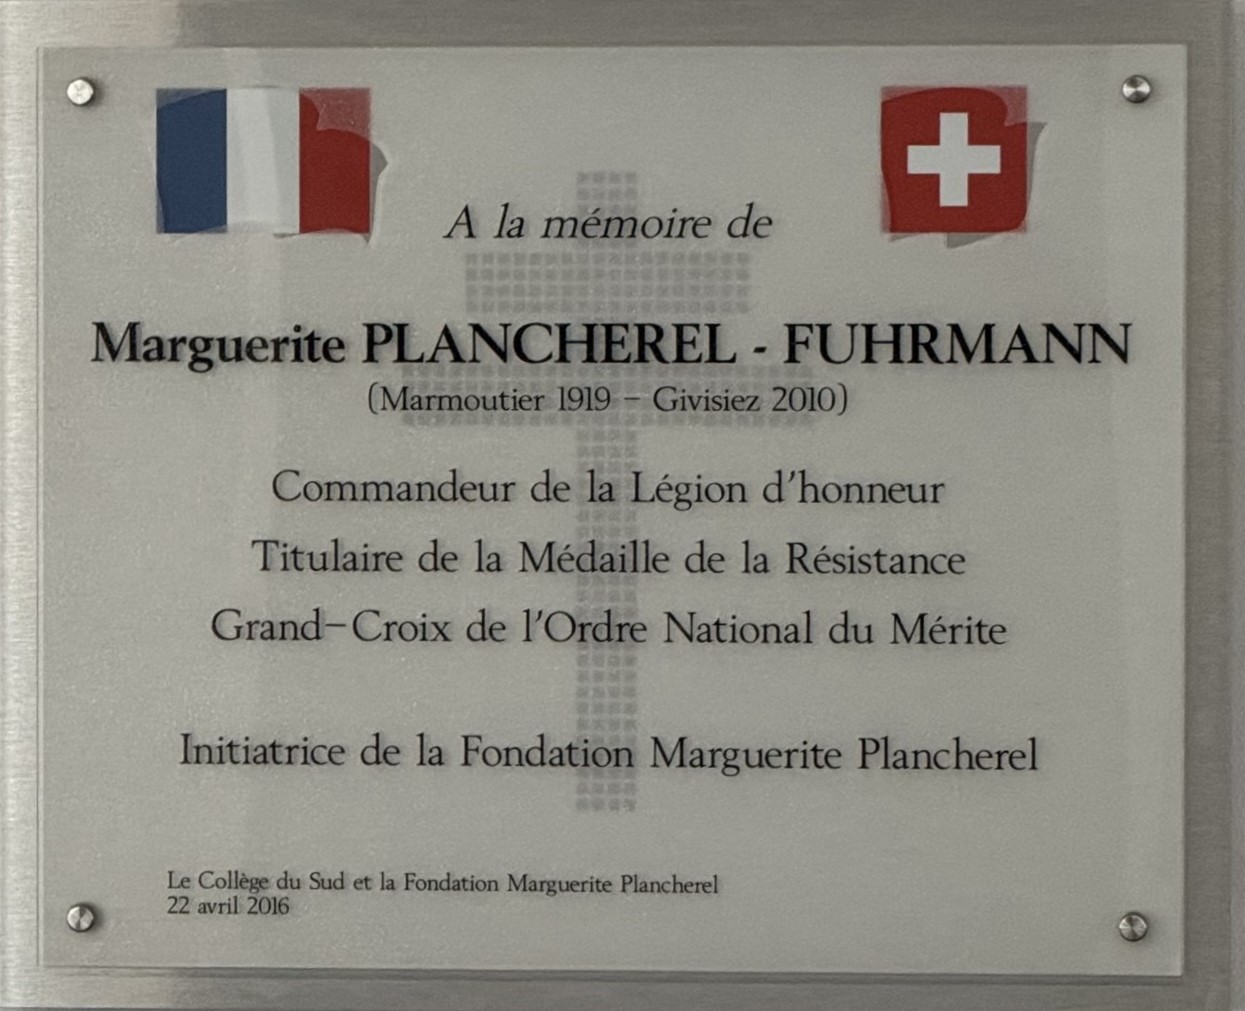 A la mémoire de
Marguerite PLANCHEREL - FUHRMANN
(Marmoutier 1919 – Givisiez 2010)
Commandeur de la Légion d'honneur
Titulaire de la Médaille de la Résistance
Grand-Croix de l'Ordre National du Mérite
Initiatrice de la Fondation Marguerite Plancherel
Le Collège du Sud et la Fondation Marguerite Plancherel
22 avril 2016